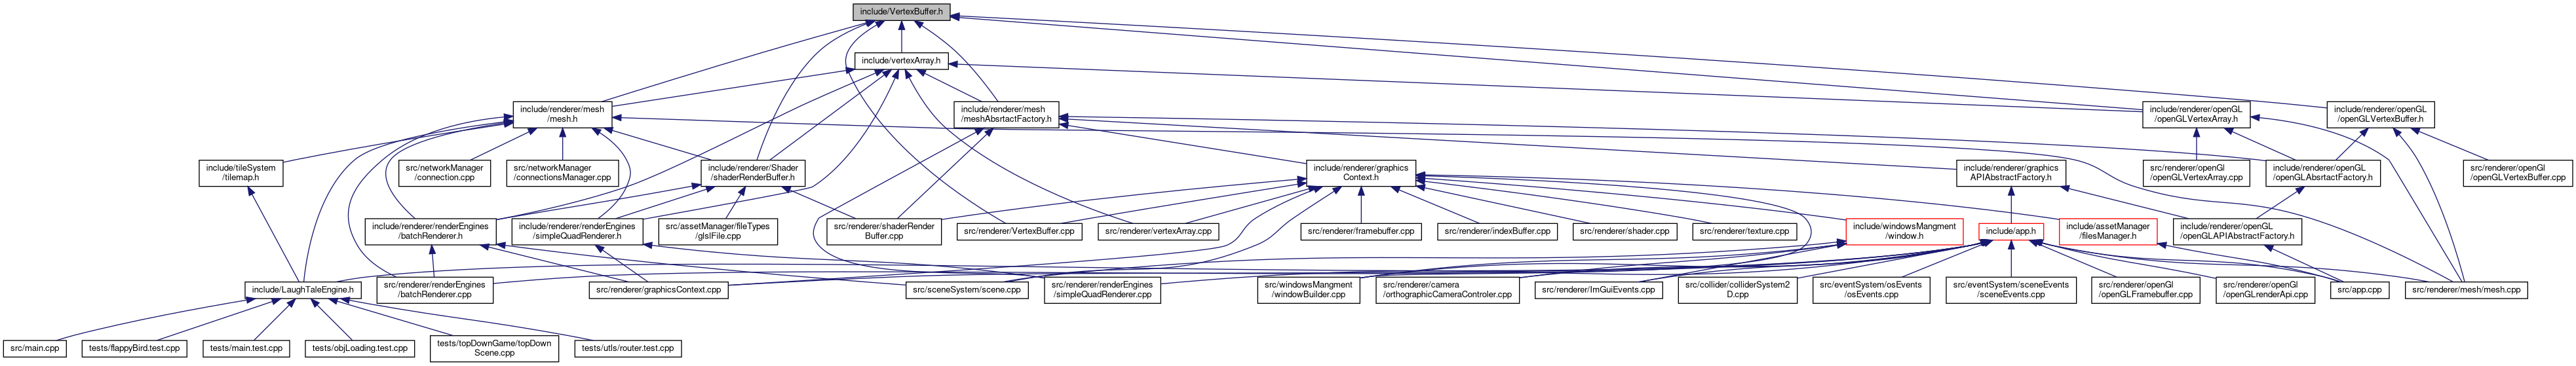 include/VertexBuffer.h
include/vertexArray.h
include/renderer/mesh
/mesh.h
include/renderer/mesh
/meshAbsrtactFactory.h
include/renderer/openGL
/openGLVertexArray.h
include/renderer/openGL
/openGLVertexBuffer.h
include/tileSystem
/tilemap.h
src/networkManager
/connection.cpp
src/networkManager
/connectionsManager.cpp
include/renderer/Shader
/shaderRenderBuffer.h
include/renderer/graphics
Context.h
include/renderer/graphics
APIAbstractFactory.h
src/renderer/openGl
/openGLVertexArray.cpp
include/renderer/openGL
/openGLAbsrtactFactory.h
src/renderer/openGl
/openGLVertexBuffer.cpp
include/renderer/renderEngines
/batchRenderer.h
include/renderer/renderEngines
/simpleQuadRenderer.h
src/assetManager/fileTypes
/glslFile.cpp
src/renderer/shaderRender
Buffer.cpp
src/renderer/VertexBuffer.cpp
src/renderer/vertexArray.cpp
src/renderer/framebuffer.cpp
src/renderer/indexBuffer.cpp
src/renderer/shader.cpp
src/renderer/texture.cpp
include/windowsMangment
/window.h
include/app.h
include/assetManager
/filesManager.h
include/renderer/openGL
/openGLAPIAbstractFactory.h
include/LaughTaleEngine.h
src/renderer/renderEngines
/batchRenderer.cpp
src/renderer/graphicsContext.cpp
src/sceneSystem/scene.cpp
src/renderer/renderEngines
/simpleQuadRenderer.cpp
src/windowsMangment
/windowBuilder.cpp
src/renderer/camera
/orthographicCameraControler.cpp
src/renderer/ImGuiEvents.cpp
src/collider/colliderSystem2
D.cpp
src/eventSystem/osEvents
/osEvents.cpp
src/eventSystem/sceneEvents
/sceneEvents.cpp
src/renderer/openGl
/openGLFramebuffer.cpp
src/renderer/openGl
/openGLrenderApi.cpp
src/app.cpp
src/renderer/mesh/mesh.cpp
src/main.cpp
tests/flappyBird.test.cpp
tests/main.test.cpp
tests/objLoading.test.cpp
tests/topDownGame/topDown
Scene.cpp
tests/utls/router.test.cpp